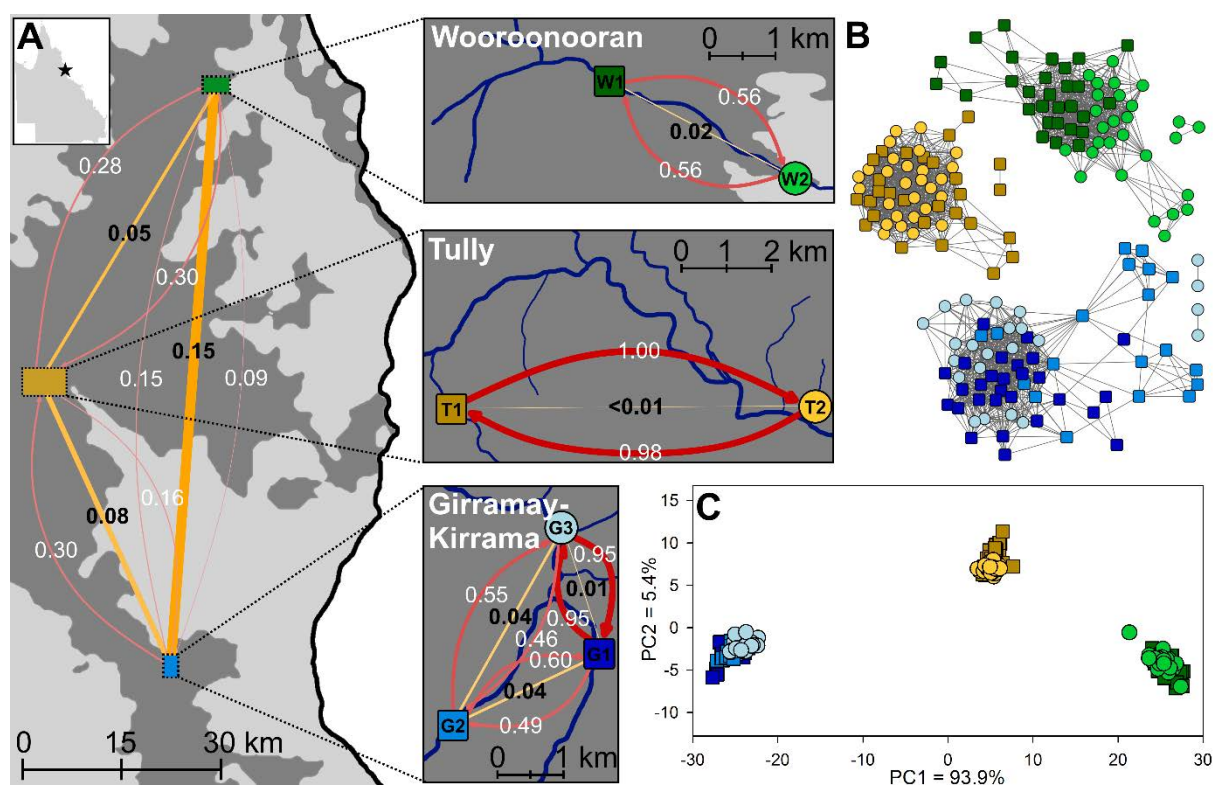 A
0.28
0.05
0.30
0.15
0.15
0.09
0.16
0.08
0.30
0 15 30 km
Wooroonooran
0 1 km
W1
0.56
0.02
0.56
W2
Tully
0 1 2 km
1.00
T1
<0.01
T2
0.98
Girramay-
Kirrama
G3
0.95
0.55
0.01
0.04
0.95
0.46
0.60
G1
0.04
G2
0.49
0 1 km
B
C
PC2 = 5.4%
15
10
5
0
-5
-10
-30 -20 -10 0 10 20 30
PC1 = 93.9%